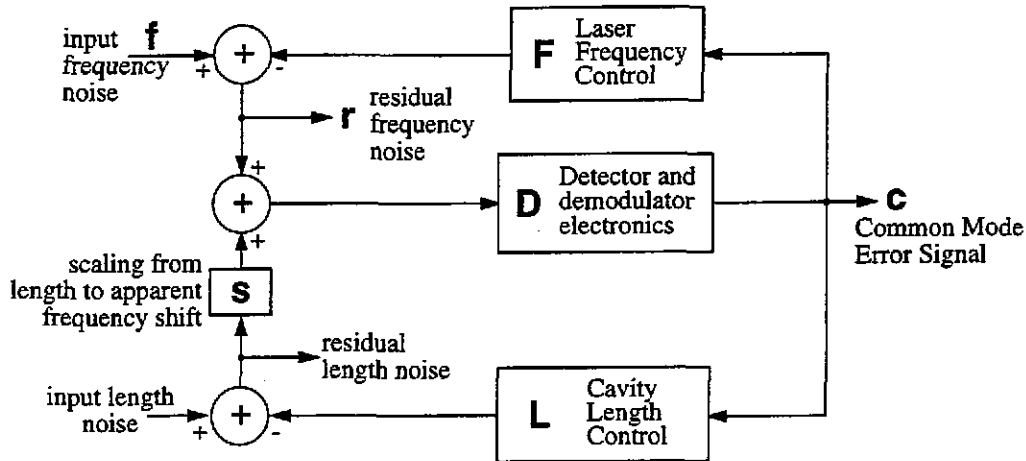 input f
frequency
noise
+
+
-
F
Laser
Frequency
Control
r
residual
frequency
noise
+
+
+
D
Detector and
demodulator
electronics
c
Common Mode
Error Signal
scaling from
length to apparent
frequency shift
S
residual
length noise
input length
noise
+
+
-
L
Cavity
Length
Control